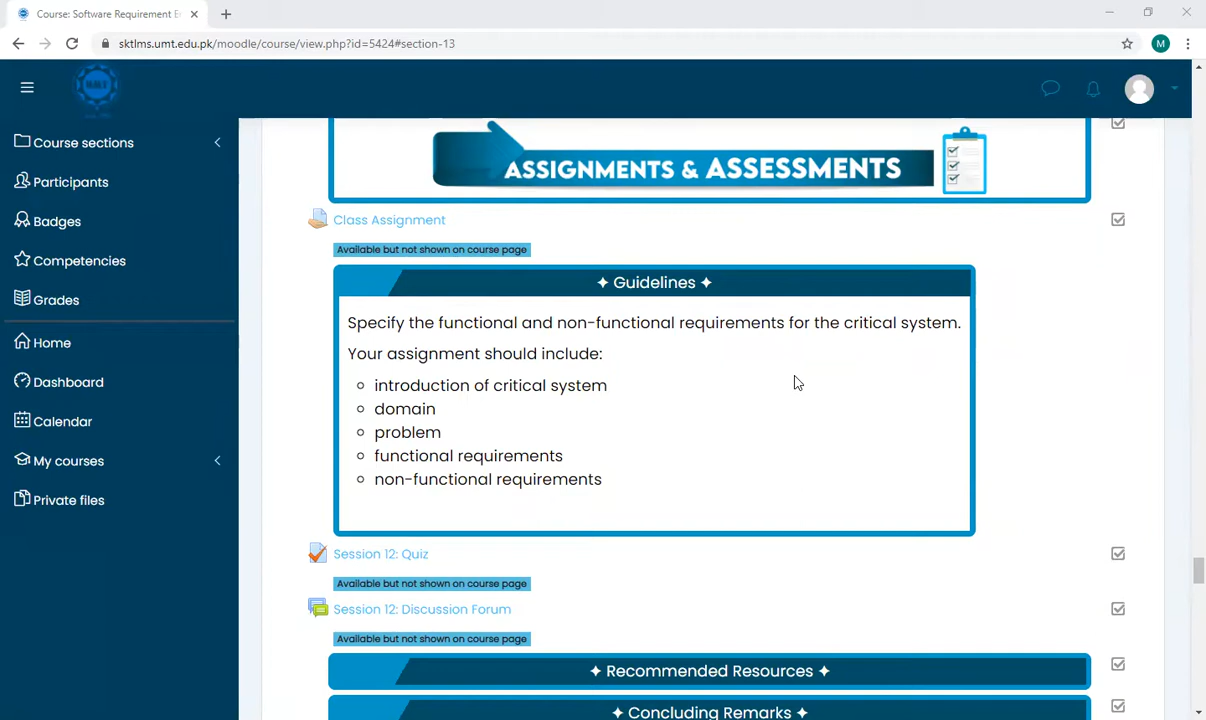 Course: Software Requirement E
sktlms.umt.edu.pk/moodle/course/view.php?id=5424#section-13
M
UMT
Course sections
Participants
Badges
Competencies
Grades
Home
Dashboard
Calendar
My courses
Private files
ASSIGNMENTS & ASSESSMENTS
Class Assignment
Available but not shown on course page
Guidelines
Specify the functional and non-functional requirements for the critical system.
Your assignment should include:
introduction of critical system
domain
problem
functional requirements
non-functional requirements
Session 12: Quiz
Available but not shown on course page
Session 12: Discussion Forum
Available but not shown on course page
Recommended Resources
Concluding Remarks